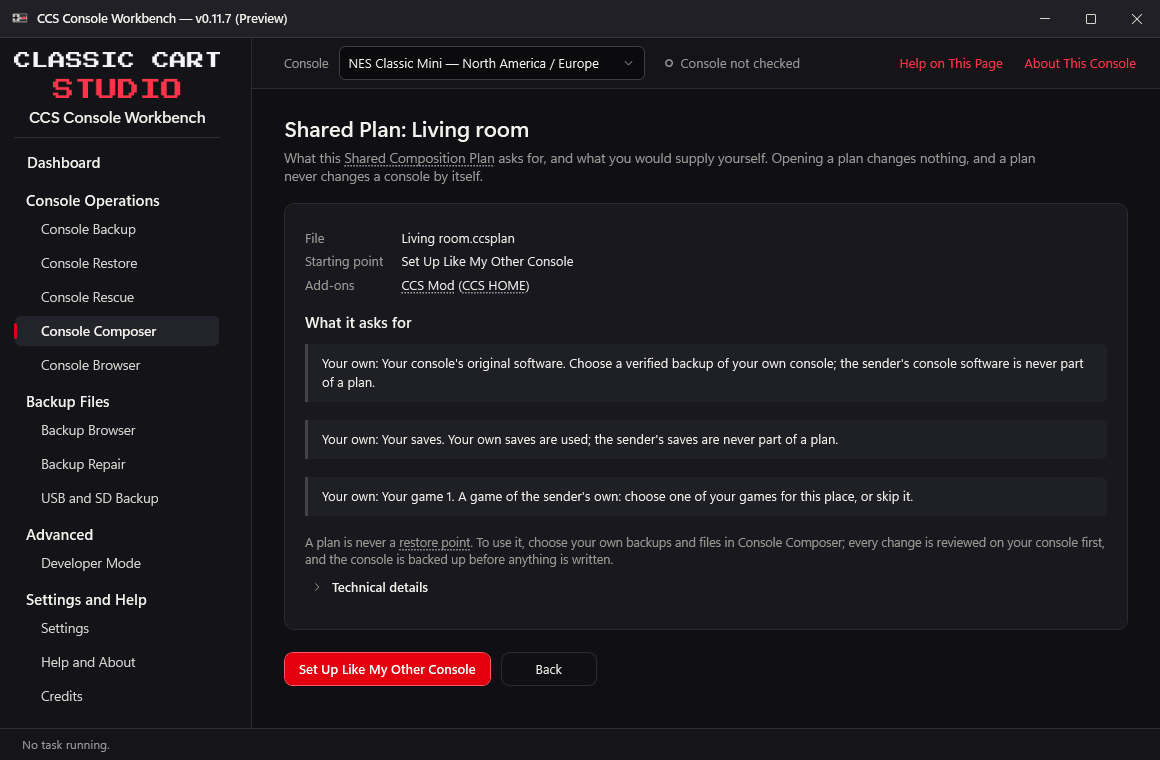 CCS Console Workbench — v0.11.7 (Preview)
CLASSIC CART
STUDIO
CCS Console Workbench
Dashboard
Console Operations
Console Backup
Console Restore
Console Rescue
Console Composer
Console Browser
Backup Files
Backup Browser
Backup Repair
USB and SD Backup
Advanced
Developer Mode
Settings and Help
Settings
Help and About
Credits
Console
NES Classic Mini — North America / Europe
Console not checked
Help on This Page
About This Console
Shared Plan: Living room
What this Shared Composition Plan asks for, and what you would supply yourself. Opening a plan changes nothing, and a plan
never changes a console by itself.
File Living room.ccsplan
Starting point Set Up Like My Other Console
Add-ons CCS Mod (CCS HOME)
What it asks for
Your own: Your console's original software. Choose a verified backup of your own console; the sender's console software is never part
of a plan.
Your own: Your saves. Your own saves are used; the sender's saves are never part of a plan.
Your own: Your game 1. A game of the sender's own: choose one of your games for this place, or skip it.
A plan is never a restore point. To use it, choose your own backups and files in Console Composer; every change is reviewed on your console first,
and the console is backed up before anything is written.
Technical details
Set Up Like My Other Console
Back
No task running.